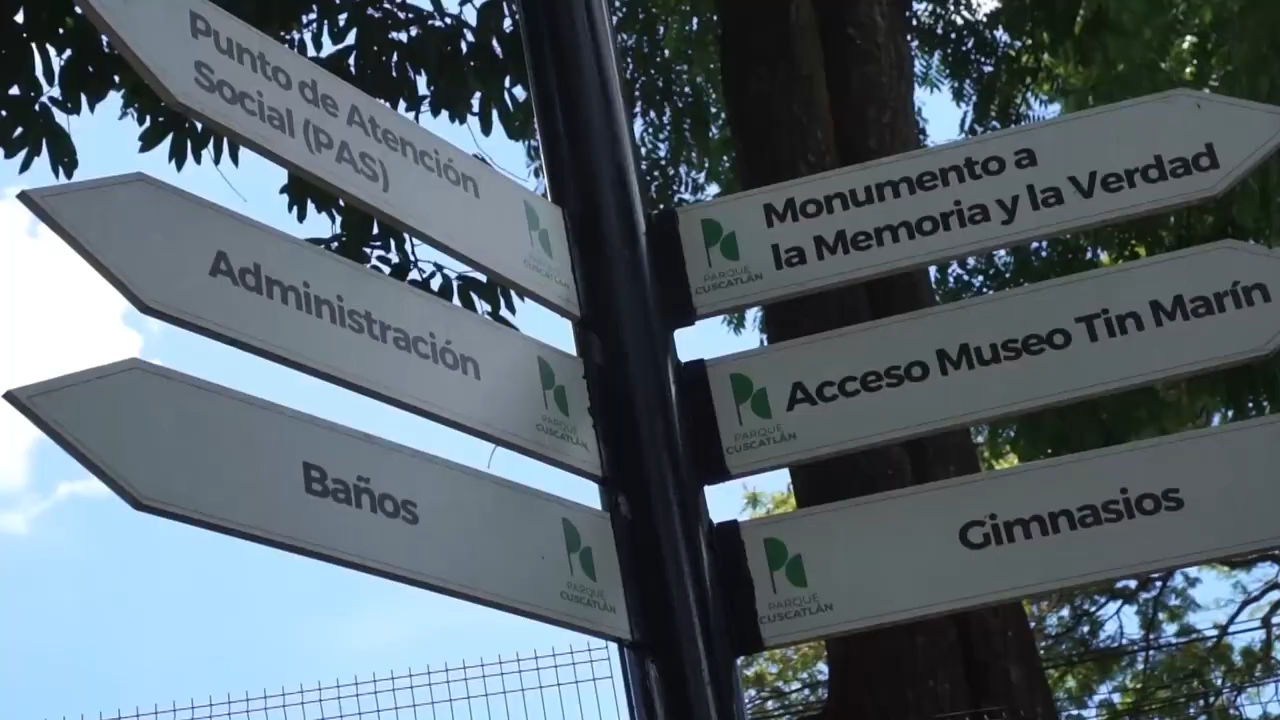 Punto de Atención
Social (PAS)
PARQUE
CUSCATLÁN
Administración
PARQUE
CUSCATLÁN
Baños
PARQUE
CUSCATLÁN
Monumento a
la Memoria y la Verdad
PARQUE
CUSCATLÁN
Acceso Museo Tin Marín
PARQUE
CUSCATLÁN
Gimnasios
PARQUE
CUSCATLÁN